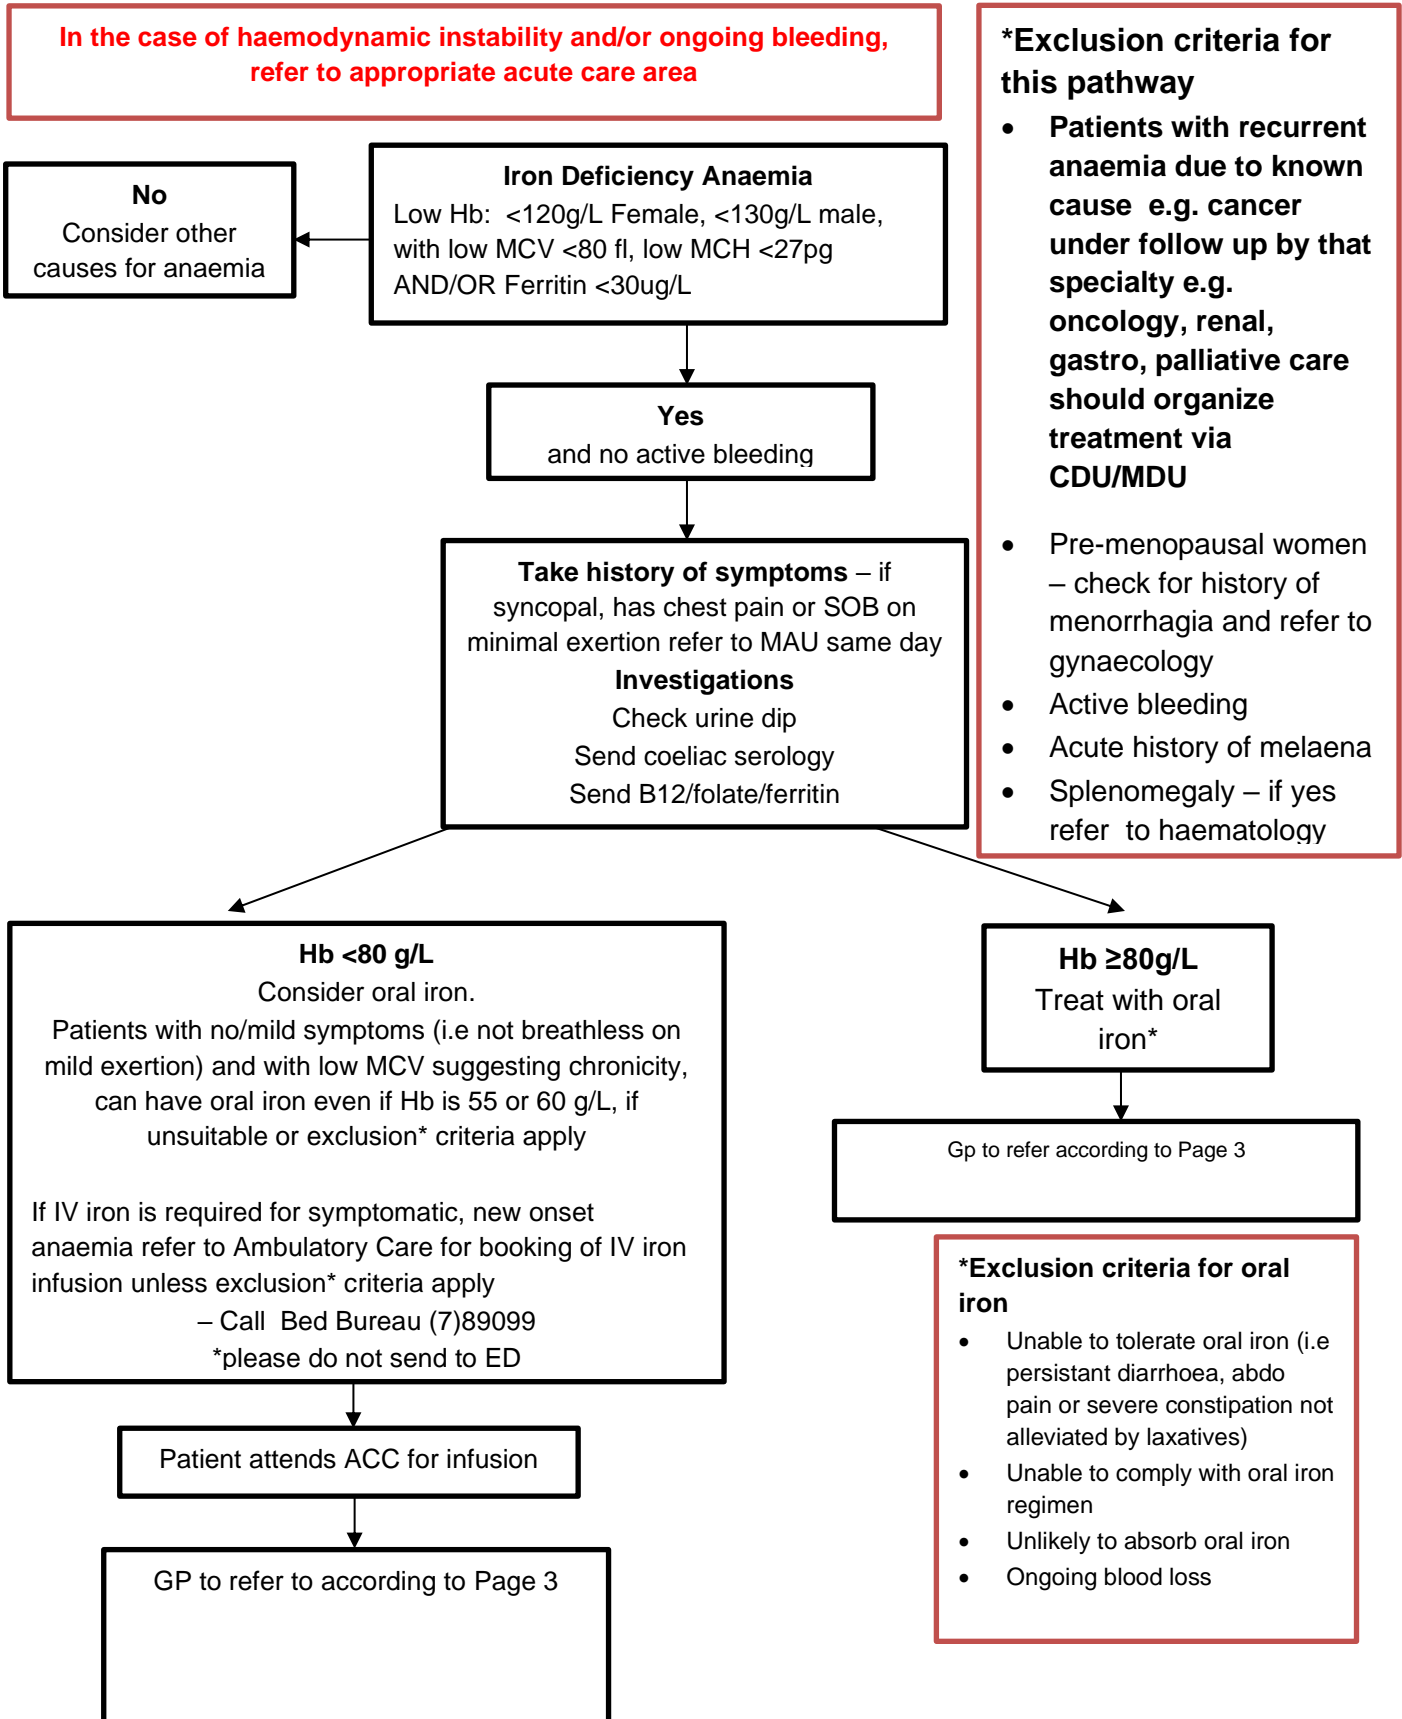 In the case of haemodynamic instability and/or ongoing bleeding,
refer to appropriate acute care area
*Exclusion criteria for
this pathway
• Patients with recurrent
anaemia due to known
cause e.g. cancer
under follow up by that
specialty e.g.
oncology, renal,
gastro, palliative care
should organize
treatment via
CDU/MDU
• Pre-menopausal women
– check for history of
menorrhagia and refer to
gynaecology
• Active bleeding
• Acute history of melaena
• Splenomegaly – if yes
refer to haematology
No
Consider other
causes for anaemia
Iron Deficiency Anaemia
Low Hb: <120g/L Female, <130g/L male,
with low MCV <80 fl, low MCH <27pg
AND/OR Ferritin <30ug/L
Yes
and no active bleeding
Take history of symptoms – if
syncopal, has chest pain or SOB on
minimal exertion refer to MAU same day
Investigations
Check urine dip
Send coeliac serology
Send B12/folate/ferritin
Hb <80 g/L
Consider oral iron.
Patients with no/mild symptoms (i.e not breathless on
mild exertion) and with low MCV suggesting chronicity,
can have oral iron even if Hb is 55 or 60 g/L, if
unsuitable or exclusion* criteria apply
If IV iron is required for symptomatic, new onset
anaemia refer to Ambulatory Care for booking of IV iron
infusion unless exclusion* criteria apply
– Call Bed Bureau (7)89099
*please do not send to ED
Patient attends ACC for infusion
GP to refer to according to Page 3
Hb ≥80g/L
Treat with oral
iron*
Gp to refer according to Page 3
*Exclusion criteria for oral
iron
• Unable to tolerate oral iron (i.e
persistant diarrhoea, abdo
pain or severe constipation not
alleviated by laxatives)
• Unable to comply with oral iron
regimen
• Unlikely to absorb oral iron
• Ongoing blood loss